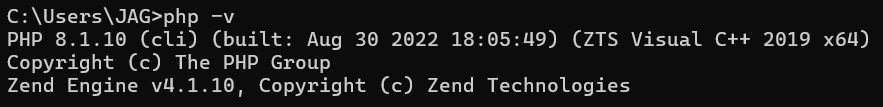 C:\Users\JAG>php -v
PHP 8.1.10 (cli) (built: Aug 30 2022 18:05:49) (ZTS Visual C++ 2019 x64)
Copyright (c) The PHP Group
Zend Engine v4.1.10, Copyright (c) Zend Technologies